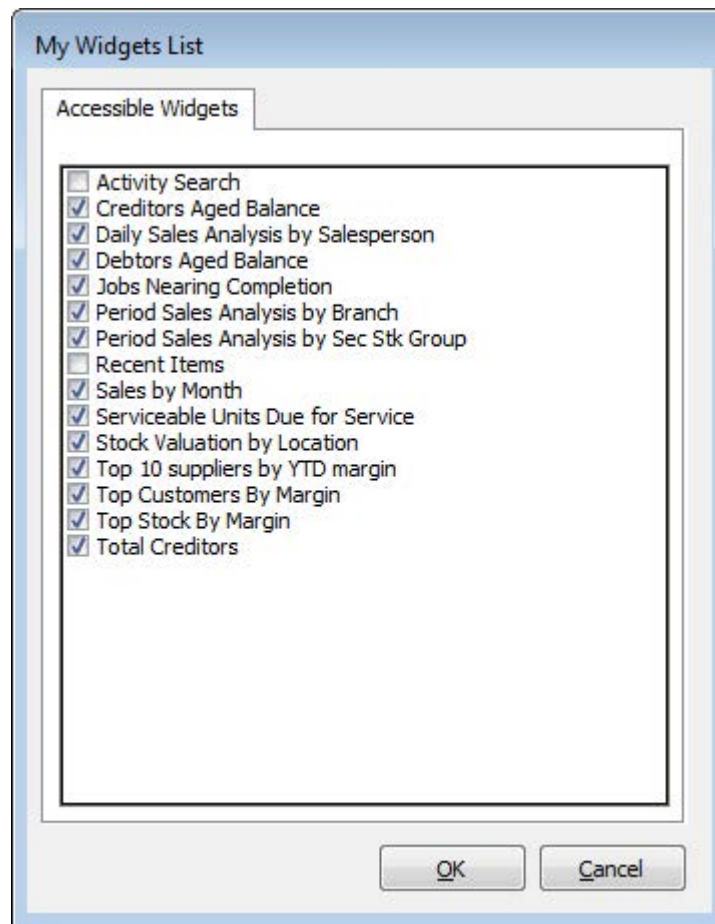 My Widgets List
Accessible Widgets
Activity Search
Creditors Aged Balance
Daily Sales Analysis by Salesperson
Debtors Aged Balance
Jobs Nearing Completion
Period Sales Analysis by Branch
Period Sales Analysis by Sec Stk Group
Recent Items
Sales by Month
Serviceable Units Due for Service
Stock Valuation by Location
Top 10 suppliers by YTD margin
Top Customers By Margin
Top Stock By Margin
Total Creditors
OK Cancel